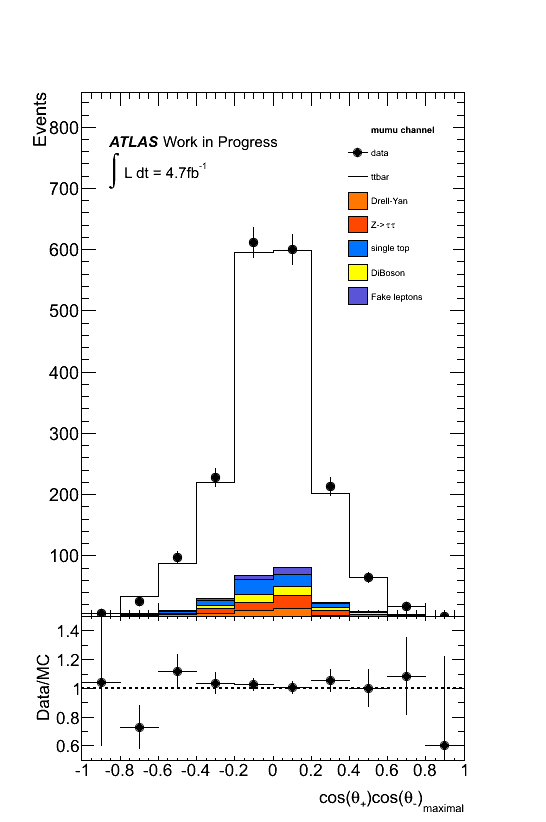 Events
800
700
600
500
400
300
200
100
ATLAS Work in Progress
∫ L dt = 4.7fb⁻¹
mumu channel
data
ttbar
Drell-Yan
Z->ττ
single top
DiBoson
Fake leptons
Data/MC
1.4
1.2
1
0.8
0.6
-1 -0.8 -0.6 -0.4 -0.2 0 0.2 0.4 0.6 0.8 1
cos(θ₊)cos(θ₋)maximal